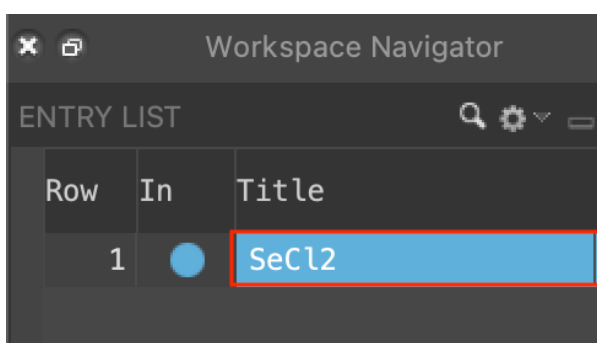 Workspace Navigator
ENTRY LIST
Row In Title
1 SeCl2